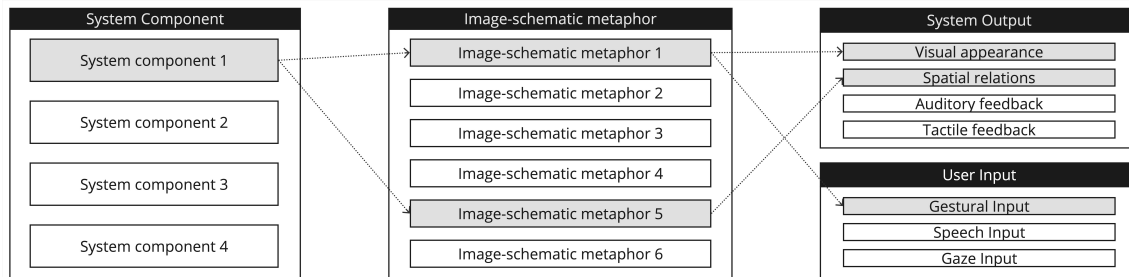 System Component
System component 1
System component 2
System component 3
System component 4
Image-schematic metaphor
Image-schematic metaphor 1
Image-schematic metaphor 2
Image-schematic metaphor 3
Image-schematic metaphor 4
Image-schematic metaphor 5
Image-schematic metaphor 6
System Output
Visual appearance
Spatial relations
Auditory feedback
Tactile feedback
User Input
Gestural Input
Speech Input
Gaze Input